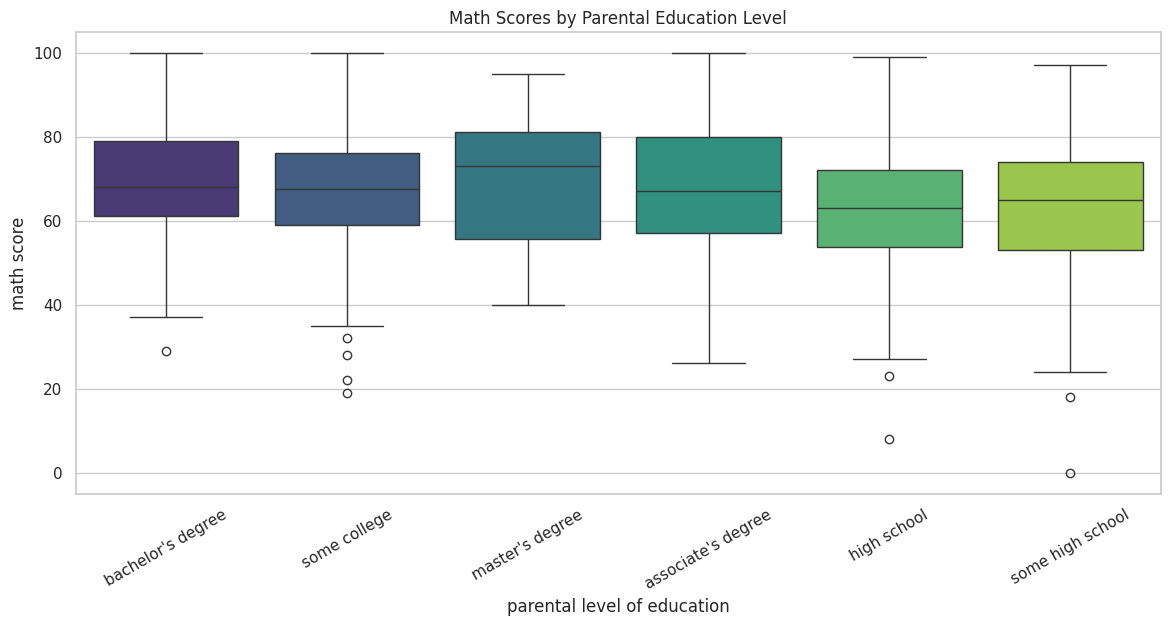 Math Scores by Parental Education Level
math score
100
80
60
40
20
0
bachelor's degree
some college
master's degree
associate's degree
high school
some high school
parental level of education